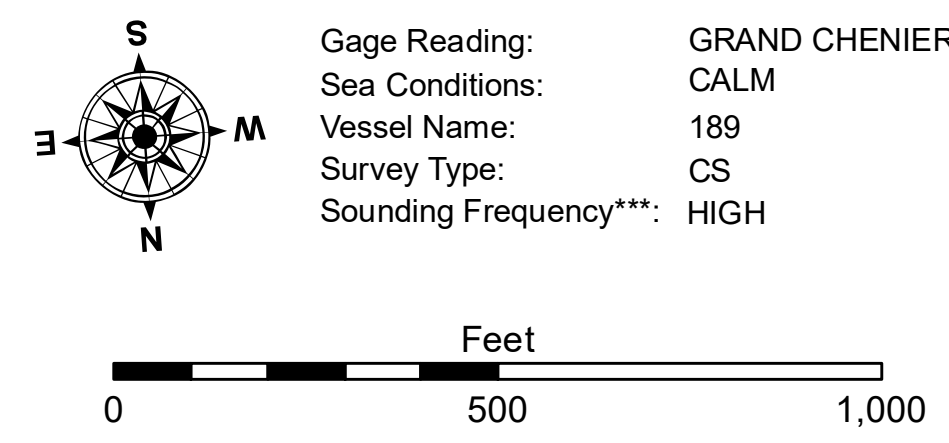 S
E
W
N
Gage Reading: GRAND CHENIER
Sea Conditions: CALM
Vessel Name: 189
Survey Type: CS
Sounding Frequency***: HIGH
Feet
0 500 1,000